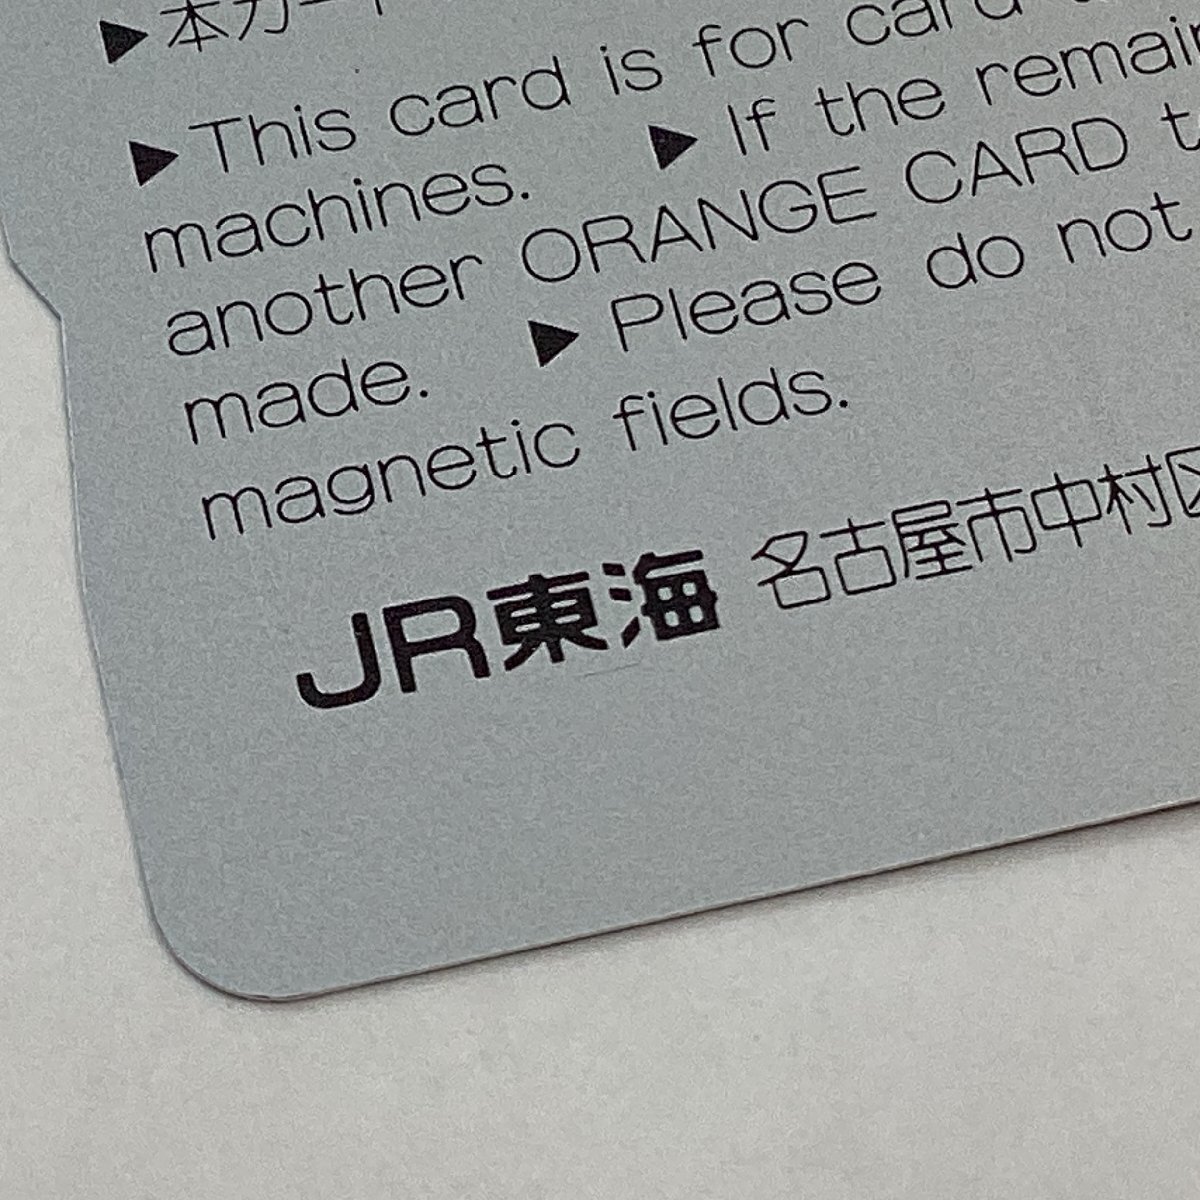 ▶本カード
▶This card is for card
machines. ▶If the
another ORANGE CARD
made. ▶Please do not
magnetic fields.
JR東海 名古屋市中村区